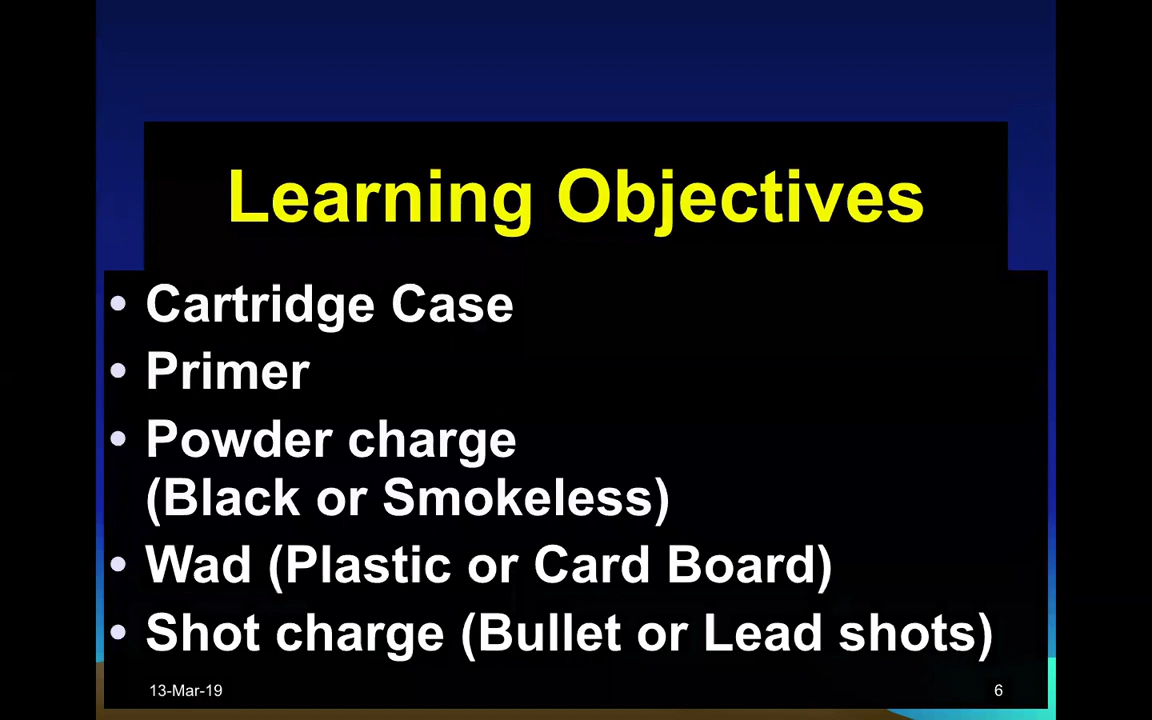 Learning Objectives
• Cartridge Case
• Primer
• Powder charge
(Black or Smokeless)
• Wad (Plastic or Card Board)
• Shot charge (Bullet or Lead shots)
13-Mar-19
6